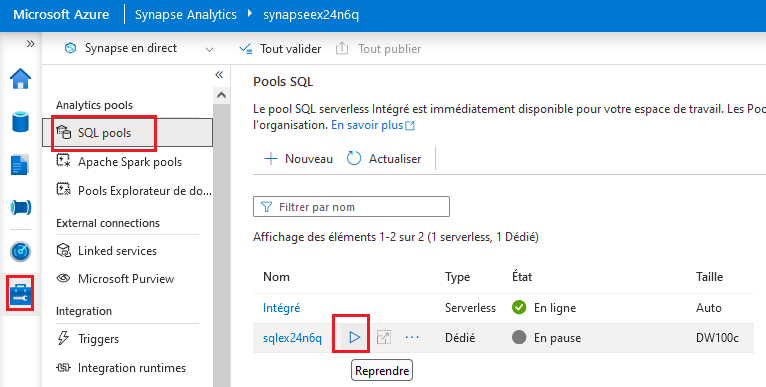 Microsoft Azure
Synapse Analytics
synapseex24n6q
Synapse en direct
Tout valider
Tout publier
Analytics pools
SQL pools
Apache Spark pools
Pools Explorateur de do...
External connections
Linked services
Microsoft Purview
Integration
Triggers
Integration runtimes
Pools SQL
Le pool SQL serverless Intégré est immédiatement disponible pour votre espace de travail. Les Poo
l'organisation. En savoir plus
Nouveau
Actualiser
Filtrer par nom
Affichage des éléments 1-2 sur 2 (1 serverless, 1 Dédié)
Nom Type État Taille
Intégré Serverless En ligne Auto
sqlex24n6q Dédié En pause DW100c
Reprendre